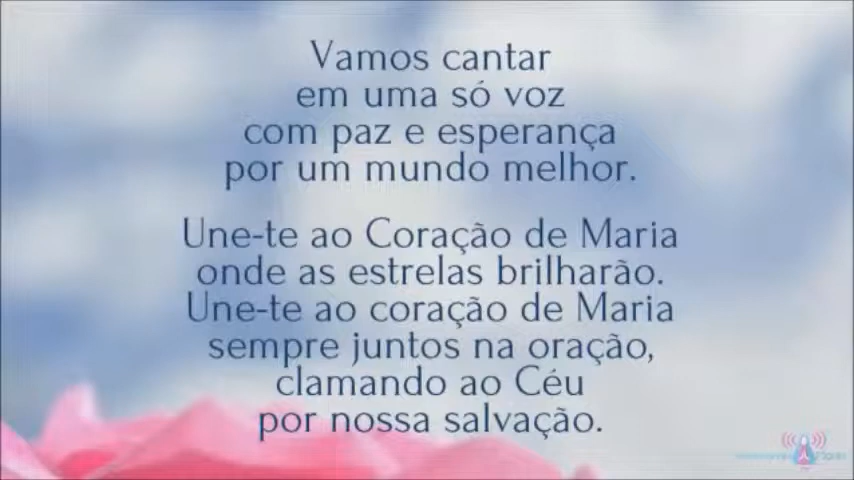 Vamos cantar
em uma só voz
com paz e esperança
por um mundo melhor.
Une-te ao Coração de Maria
onde as estrelas brilharão.
Une-te ao coração de Maria
sempre juntos na oração,
clamando ao Céu
por nossa salvação.